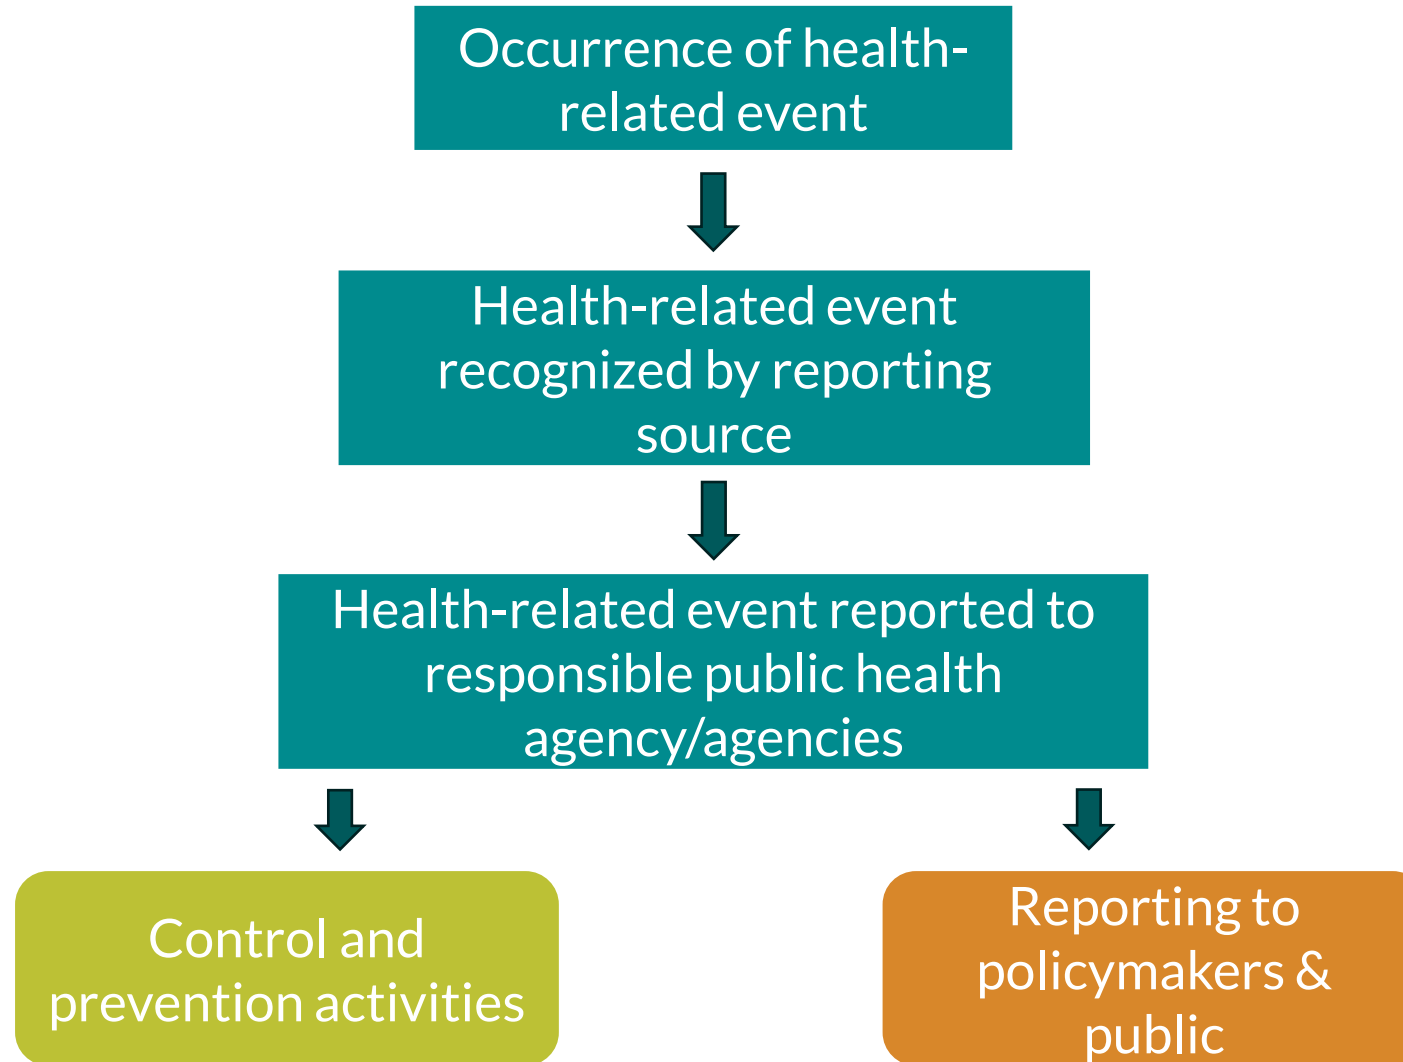 Occurrence of health-
related event
Health-related event
recognized by reporting
source
Health-related event reported to
responsible public health
agency/agencies
Control and
prevention activities
Reporting to
policymakers &
public